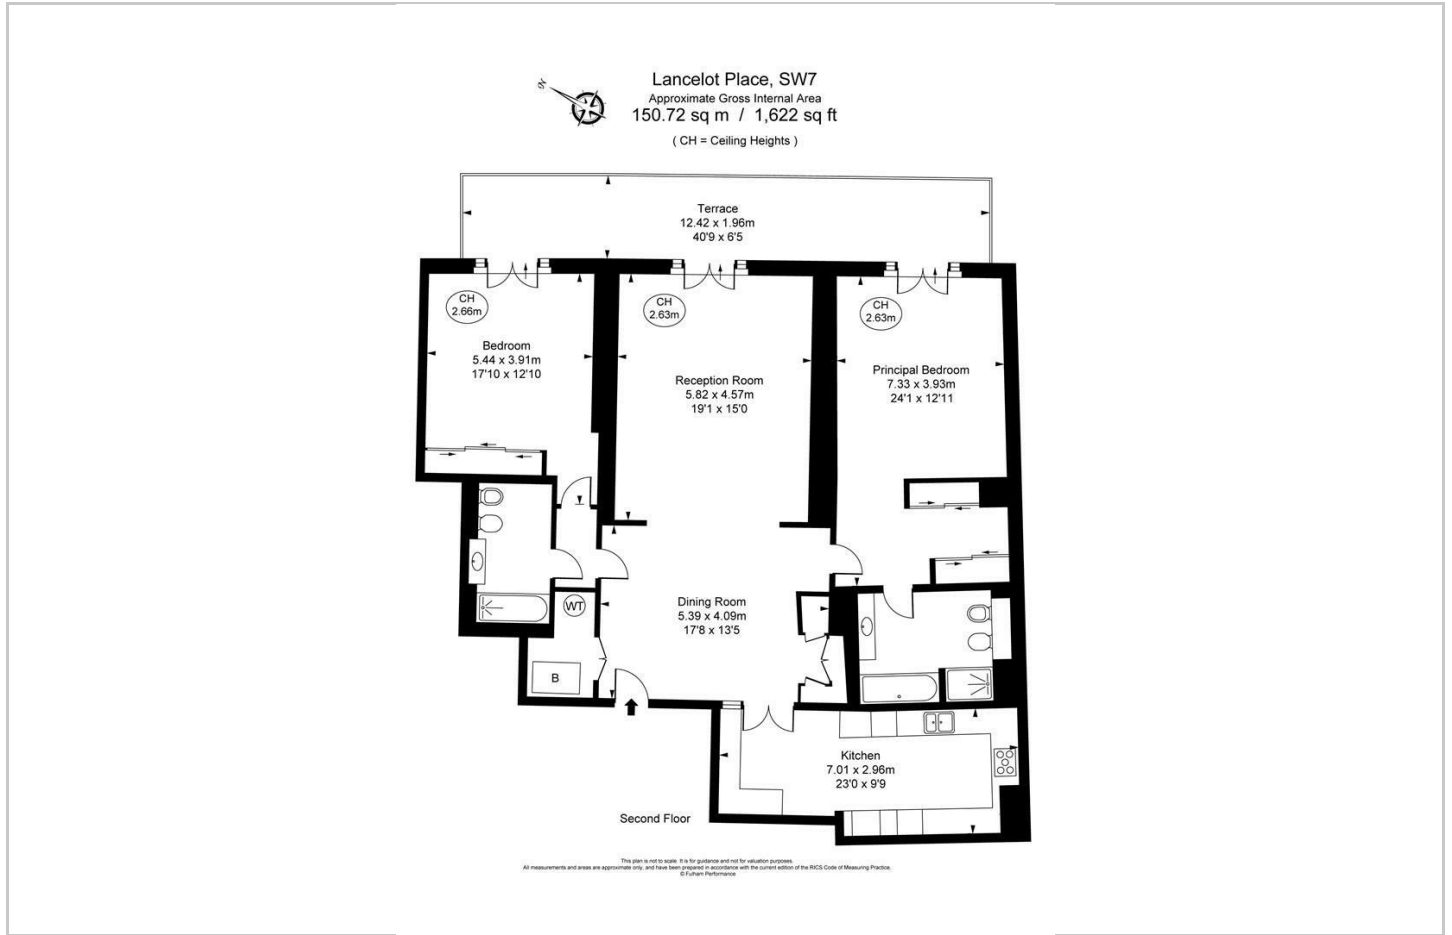 N
Lancelot Place, SW7
Approximate Gross Internal Area
150.72 sq m / 1,622 sq ft
( CH = Ceiling Heights )
Terrace
12.42 x 1.96m
40'9 x 6'5
CH
2.66m
CH
2.63m
CH
2.63m
Bedroom
5.44 x 3.91m
17'10 x 12'10
Reception Room
5.82 x 4.57m
19'1 x 15'0
Principal Bedroom
7.33 x 3.93m
24'1 x 12'11
WT
Dining Room
5.39 x 4.09m
17'8 x 13'5
B
Kitchen
7.01 x 2.96m
23'0 x 9'9
Second Floor
This plan is not to scale. It is for guidance and not for valuation purposes.
All measurements and areas are approximate only, and have been prepared in accordance with the current edition of the RICS Code of Measuring Practice.
© Fulham Performance